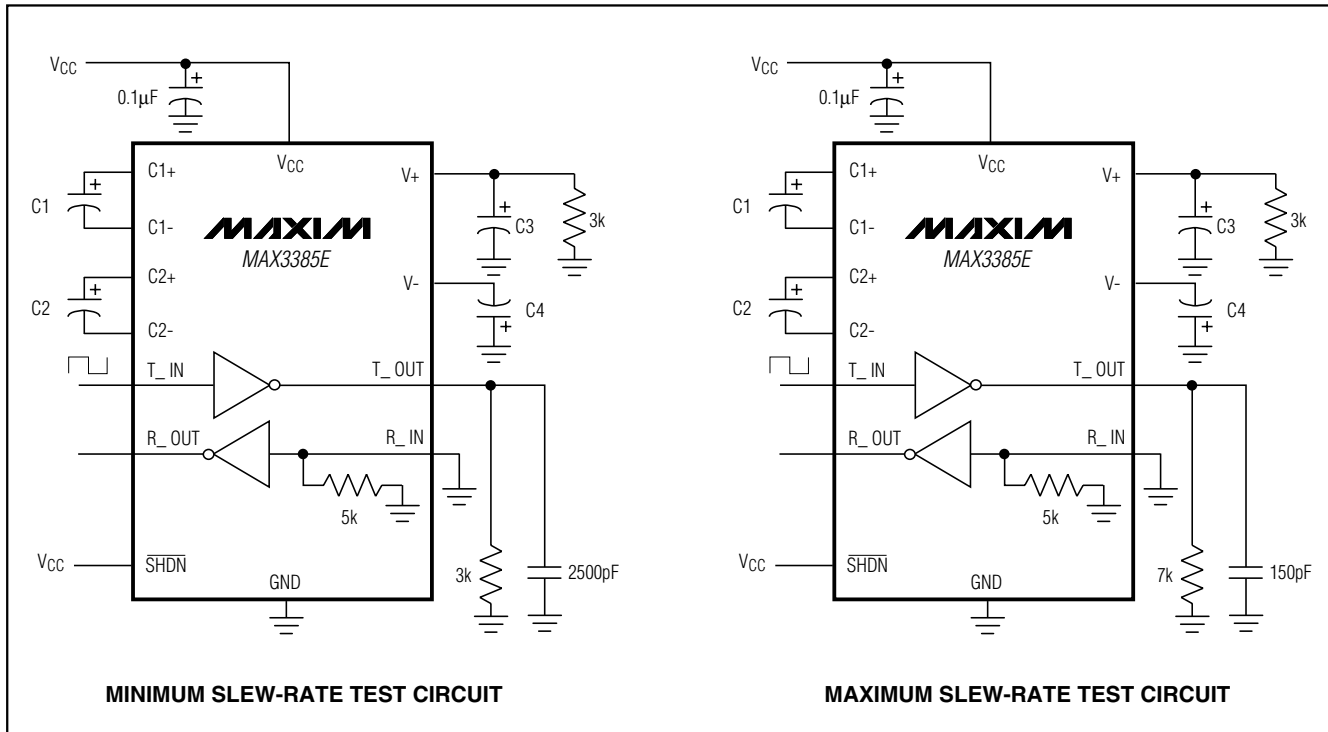 VCC
0.1µF
VCC
C1+
C1
C1-
C2+
C2
C2-
MAXIM
MAX3385E
V+
C3
3k
V-
C4
T_ IN
T_ OUT
R_ OUT
R_ IN
5k
VCC
SHDN
GND
3k
2500pF
MINIMUM SLEW-RATE TEST CIRCUIT
VCC
0.1µF
VCC
C1+
C1
C1-
C2+
C2
C2-
MAXIM
MAX3385E
V+
C3
3k
V-
C4
T_ IN
T_ OUT
R_ OUT
R_ IN
5k
VCC
SHDN
GND
7k
150pF
MAXIMUM SLEW-RATE TEST CIRCUIT